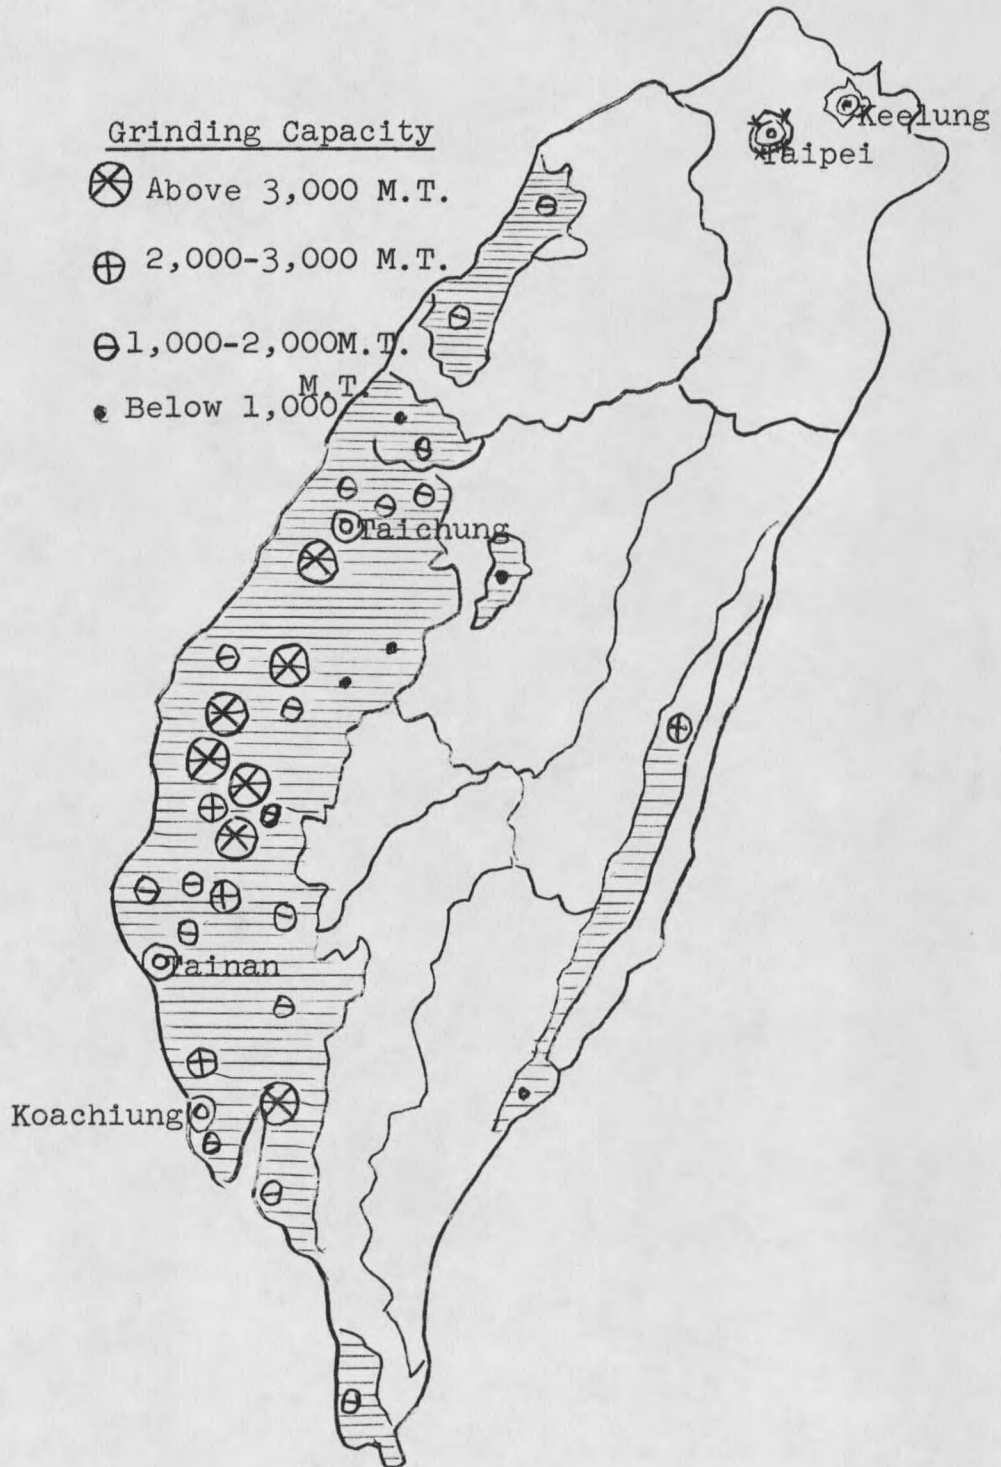 Grinding Capacity
Above 3,000 M.T.
2,000-3,000 M.T.
1,000-2,000M.T.
M.T.
Below 1,000
Keelung
Taipei
Taichung
Tainan
Koachiung